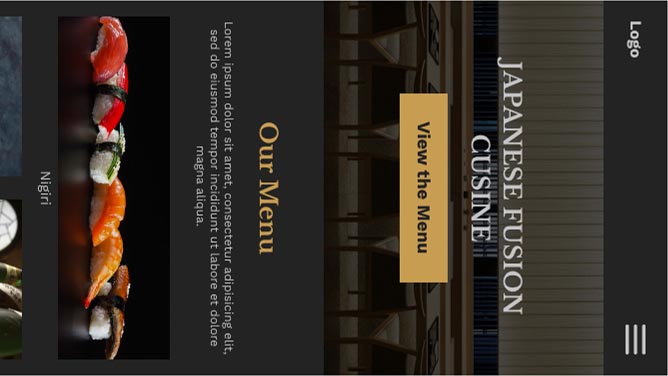 Logo
JAPANESE FUSION
CUSINE
View the Menu
Our Menu
Lorem ipsum dolor sit amet, consectetur adipisicing elit,
sed do eiusmod tempor incididunt ut labore et dolore
magna aliqua.
Nigiri